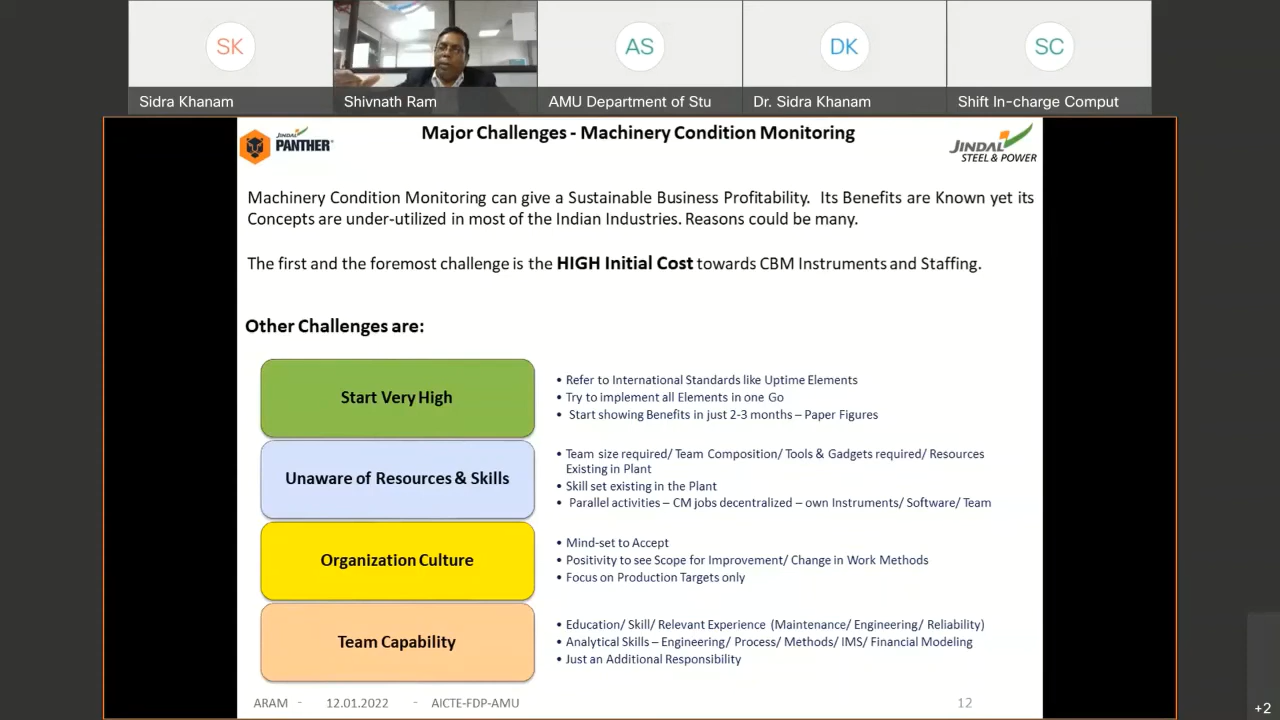 SK
AS
DK
SC
Sidra Khanam
Shivnath Ram
AMU Department of Stu
Dr. Sidra Khanam
Shift In-charge Comput
JINDAL
PANTHER
Major Challenges - Machinery Condition Monitoring
JINDAL
STEEL & POWER
Machinery Condition Monitoring can give a Sustainable Business Profitability. Its Benefits are Known yet its
Concepts are under-utilized in most of the Indian Industries. Reasons could be many.
The first and the foremost challenge is the HIGH Initial Cost towards CBM Instruments and Staffing.
Other Challenges are:
Start Very High
• Refer to International Standards like Uptime Elements
• Try to implement all Elements in one Go
• Start showing Benefits in just 2-3 months – Paper Figures
Unaware of Resources & Skills
• Team size required/ Team Composition/ Tools & Gadgets required/ Resources
Existing in Plant
• Skill set existing in the Plant
• Parallel activities – CM jobs decentralized – own Instruments/ Software/ Team
Organization Culture
• Mind-set to Accept
• Positivity to see Scope for Improvement/ Change in Work Methods
• Focus on Production Targets only
Team Capability
• Education/ Skill/ Relevant Experience (Maintenance/ Engineering/ Reliability)
• Analytical Skills – Engineering/ Process/ Methods/ IMS/ Financial Modeling
• Just an Additional Responsibility
ARAM - 12.01.2022 - AICTE-FDP-AMU
12
+2